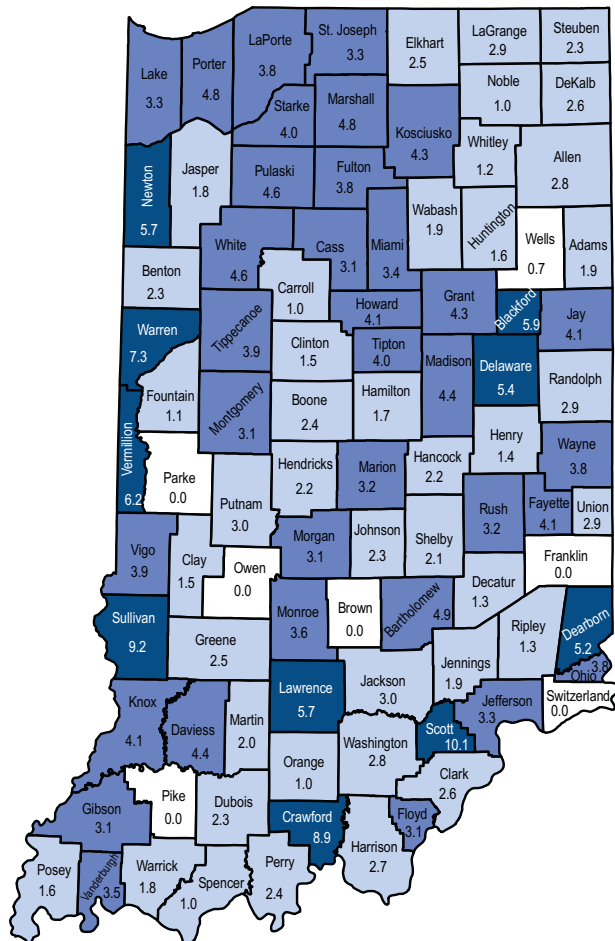 St. Joseph
3.3
LaPorte
3.8
Elkhart
2.5
LaGrange
2.9
Steuben
2.3
Lake
3.3
Porter
4.8
Noble
1.0
DeKalb
2.6
Starke
4.0
Marshall
4.8
Kosciusko
4.3
Whitley
1.2
Allen
2.8
Newton
5.7
Jasper
1.8
Pulaski
4.6
Fulton
3.8
Wabash
1.9
Huntington
1.6
Wells
0.7
Adams
1.9
White
4.6
Cass
3.1
Miami
3.4
Benton
2.3
Carroll
1.0
Howard
4.1
Grant
4.3
Blackford
5.9
Jay
4.1
Warren
7.3
Tippecanoe
3.9
Clinton
1.5
Tipton
4.0
Madison
4.4
Delaware
5.4
Randolph
2.9
Fountain
1.1
Montgomery
3.1
Boone
2.4
Hamilton
1.7
Vermillion
6.2
Parke
0.0
Putnam
3.0
Hendricks
2.2
Marion
3.2
Hancock
2.2
Henry
1.4
Wayne
3.8
Vigo
3.9
Clay
1.5
Owen
0.0
Morgan
3.1
Johnson
2.3
Shelby
2.1
Rush
3.2
Fayette
4.1
Union
2.9
Franklin
0.0
Sullivan
9.2
Greene
2.5
Monroe
3.6
Brown
0.0
Bartholomew
4.9
Decatur
1.3
Ripley
1.3
Dearborn
5.2
3.8
Ohio
Knox
4.1
Daviess
4.4
Martin
2.0
Lawrence
5.7
Jackson
3.0
Jennings
1.9
Jefferson
3.3
Switzerland
0.0
Orange
1.0
Washington
2.8
Scott
10.1
Clark
2.6
Gibson
3.1
Pike
0.0
Dubois
2.3
Crawford
8.9
Harrison
2.7
Floyd
3.1
Posey
1.6
Vanderburgh
3.5
Warrick
1.8
Spencer
1.0
Perry
2.4